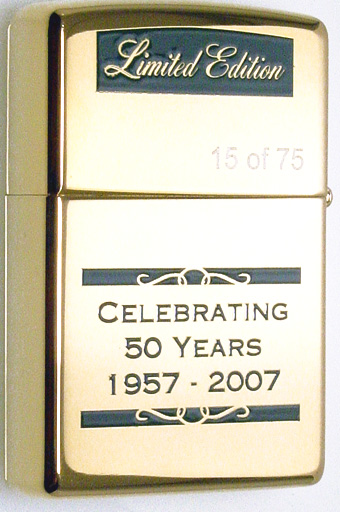 Limited Edition
15 of 75
CELEBRATING
50 YEARS
1957 - 2007